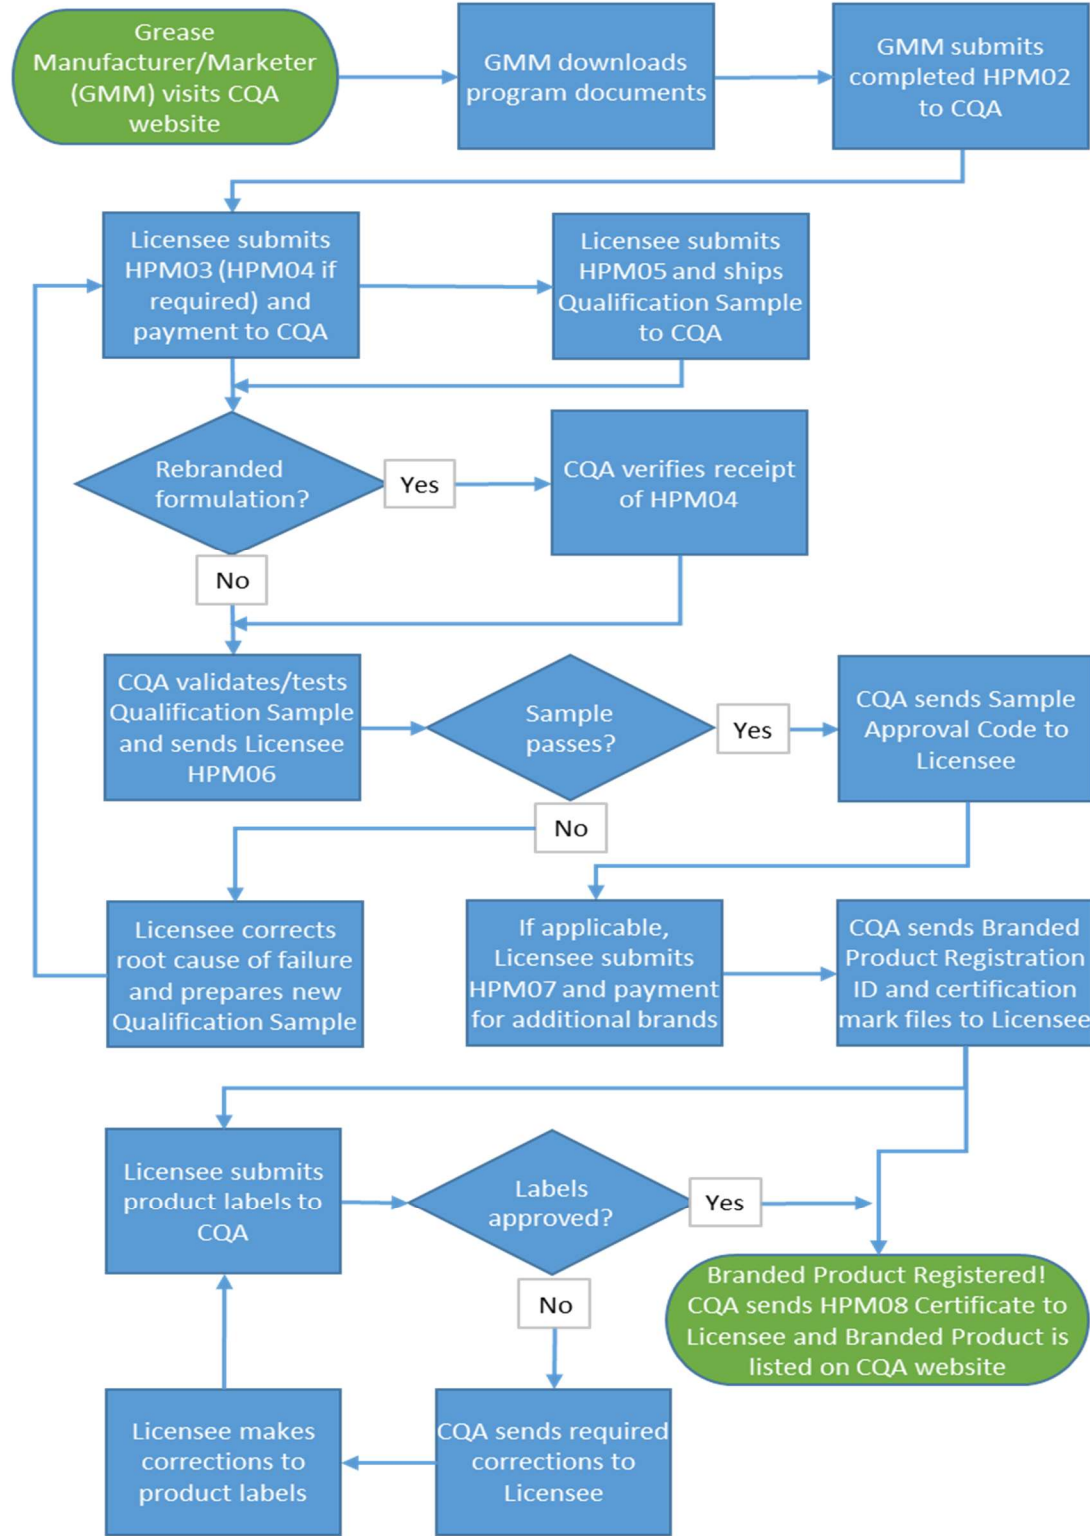 Grease
Manufacturer/Marketer
(GMM) visits CQA
website
GMM downloads
program documents
GMM submits
completed HPM02
to CQA
Licensee submits
HPM03 (HPM04 if
required) and
payment to CQA
Licensee submits
HPM05 and ships
Qualification Sample
to CQA
Rebranded
formulation?
Yes
CQA verifies receipt
of HPM04
No
CQA validates/tests
Qualification Sample
and sends Licensee
HPM06
Sample
passes?
Yes
CQA sends Sample
Approval Code to
Licensee
No
Licensee corrects
root cause of failure
and prepares new
Qualification Sample
If applicable,
Licensee submits
HPM07 and payment
for additional brands
CQA sends Branded
Product Registration
ID and certification
mark files to Licensee
Licensee submits
product labels to
CQA
Labels
approved?
Yes
No
Branded Product Registered!
CQA sends HPM08 Certificate to
Licensee and Branded Product is
listed on CQA website
Licensee makes
corrections to
product labels
CQA sends required
corrections to
Licensee